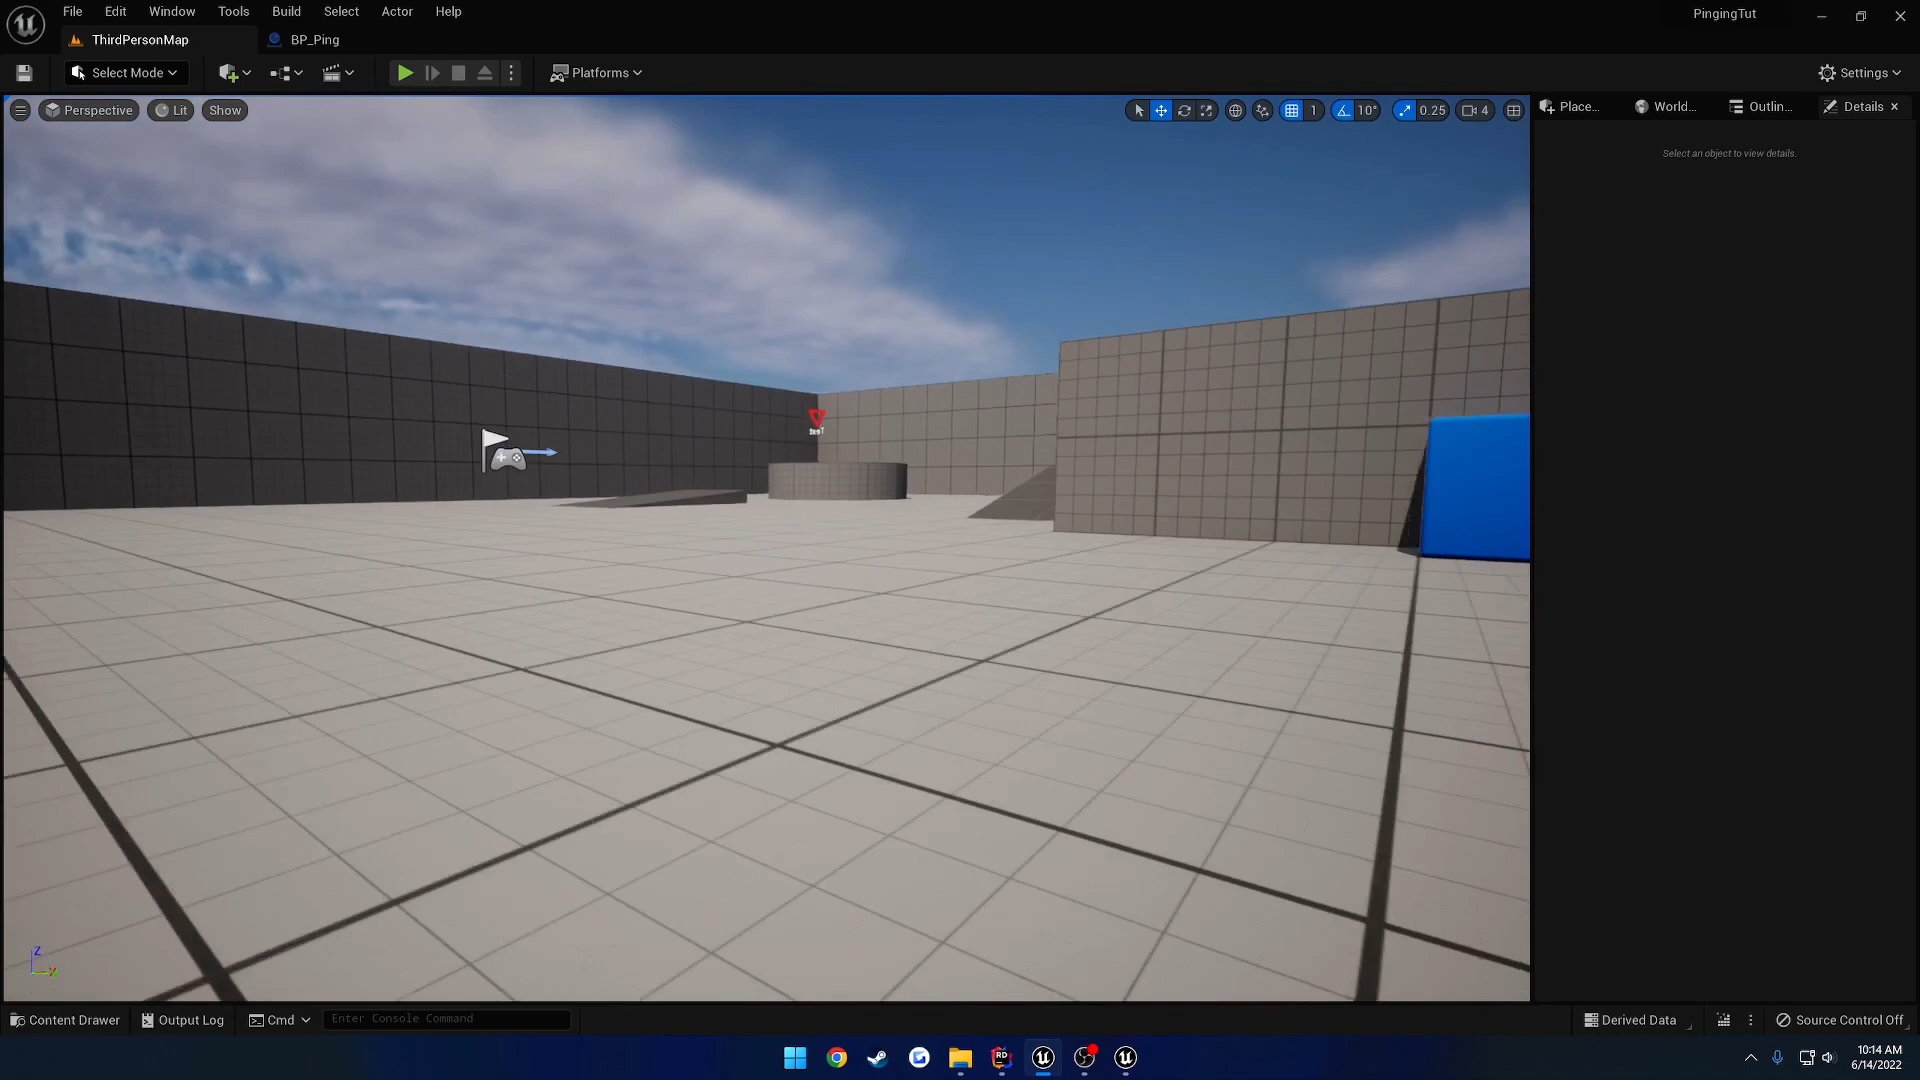 File Edit Window Tools Build Select Actor Help
PingingTut
ThirdPersonMap
BP_Ping
Select Mode
Platforms
Settings
Perspective
Lit
Show
1
10°
0.25
4
Place...
World...
Outlin...
Details
Select an object to view details.
Z
Content Drawer
Output Log
Cmd
Enter Console Command
Derived Data
Source Control Off
RD
10:14 AM
6/14/2022